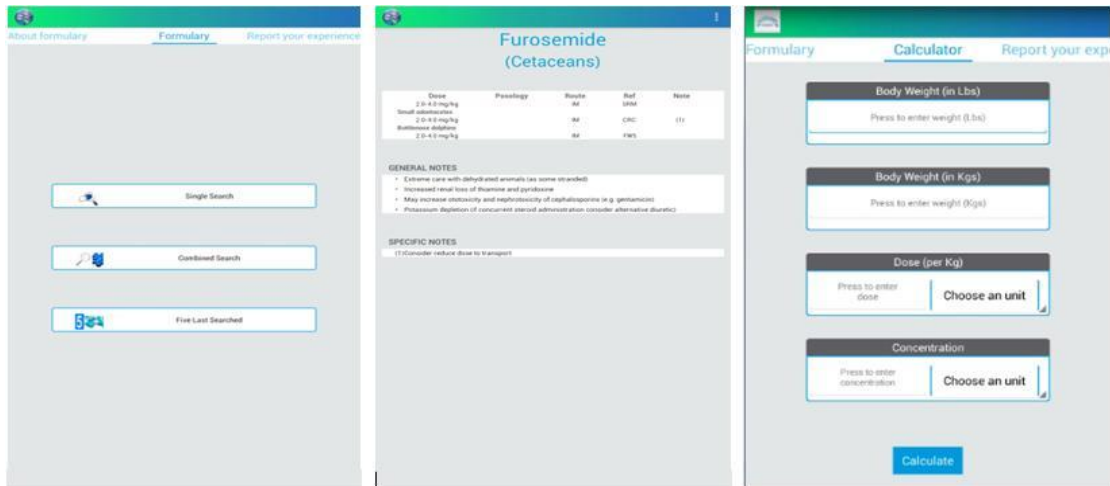 About formulary Formulary Report your experience
Single Search
Combined Search
5 Five Last Searched
Furosemide
(Cetaceans)
Dose Posology Route Ref Note
2.0-4.0 mg/kg IM SRM
Small odontocetes
2.0-4.0 mg/kg IM CRC (1)
Bottlenose dolphins
2.0-4.0 mg/kg IM FWS
GENERAL NOTES
• Extreme care with dehydrated animals (as some stranded)
• Increased renal loss of thiamine and pyridoxine
• May increase ototoxicity and nephrotoxicity of cephalosporins (e.g. gentamicin)
• Potassium depletion of concurrent steroid administration consider alternative diuretic)
SPECIFIC NOTES
(1)Consider reduce dose to transport
Formulary Calculator Report your exp
Body Weight (in Lbs)
Press to enter weight (Lbs)
Body Weight (in Kgs)
Press to enter weight (Kgs)
Dose (per Kg)
Press to enter
dose
Choose an unit
Concentration
Press to enter
concentration
Choose an unit
Calculate